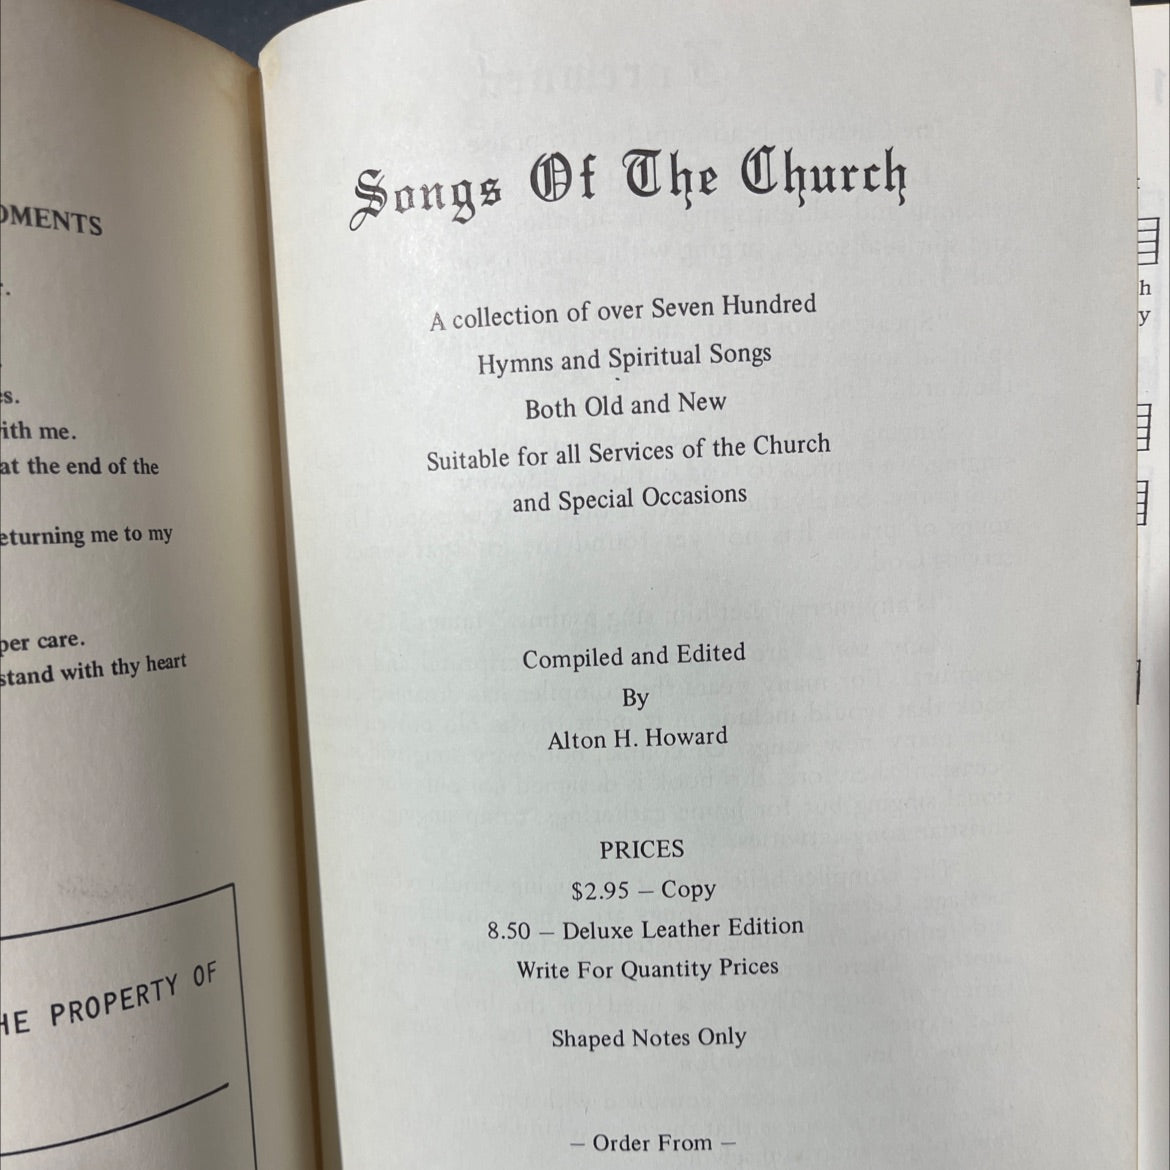 OMENTS
es.
ith me.
at the end of the
eturning me to my
per care.
stand with thy heart
HE PROPERTY OF
Songs Of The Church
A collection of over Seven Hundred
Hymns and Spiritual Songs
Both Old and New
Suitable for all Services of the Church
and Special Occasions
Compiled and Edited
By
Alton H. Howard
PRICES
$2.95 — Copy
8.50 — Deluxe Leather Edition
Write For Quantity Prices
Shaped Notes Only
— Order From —
h
y